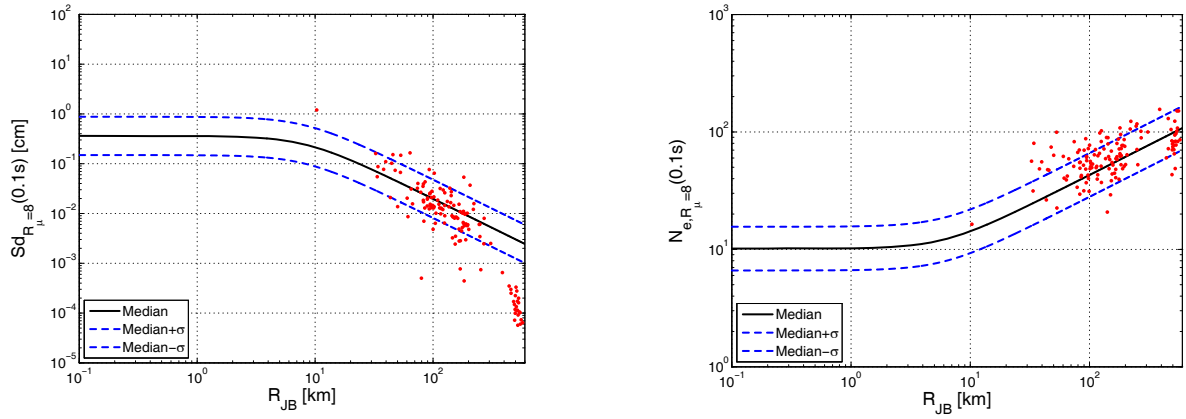 10^2
10^1
10^0
10^-1
10^-2
10^-3
10^-4
10^-5
Sd_{R_μ=8}(0.1s) [cm]
Median
Median+σ
Median−σ
10^-1 10^0 10^1 10^2
R_JB [km]
10^3
10^2
10^1
10^0
N_{e,R_μ=8}(0.1s)
Median
Median+σ
Median−σ
10^-1 10^0 10^1 10^2
R_JB [km]